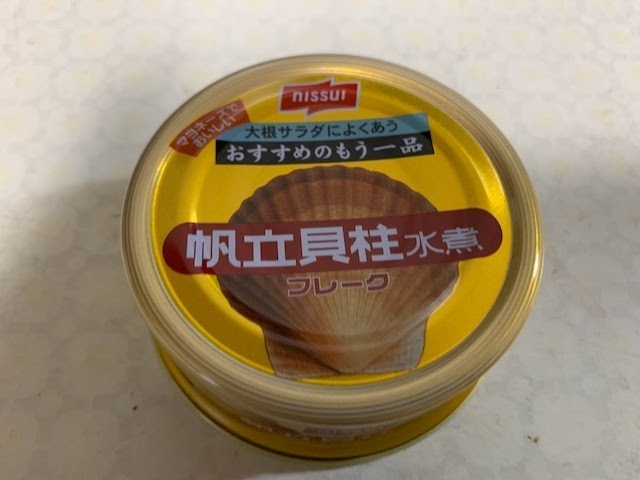 nissui
マヨネーズで
おいしい
大根サラダによくあう
おすすめのもう一品
帆立貝柱水煮
フレーク